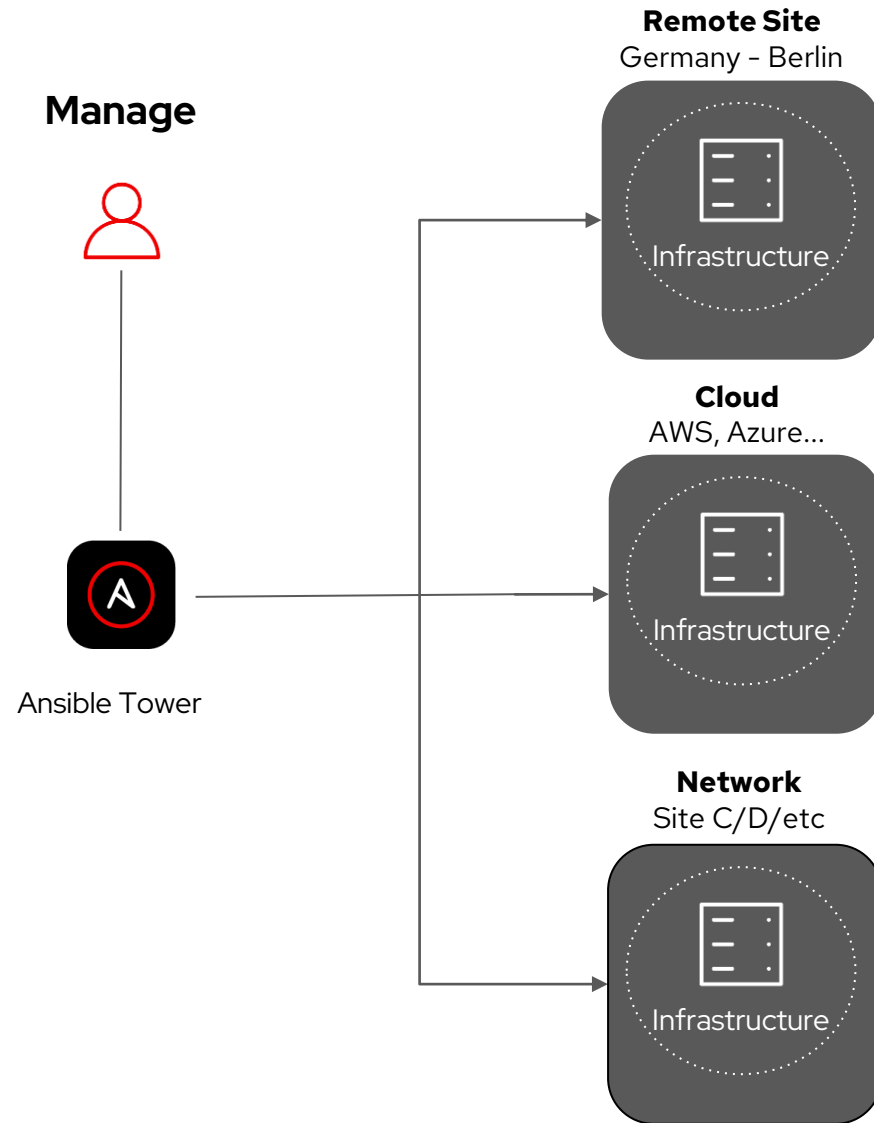 Manage
Ansible Tower
Remote Site
Germany - Berlin
Infrastructure
Cloud
AWS, Azure...
Infrastructure
Network
Site C/D/etc
Infrastructure